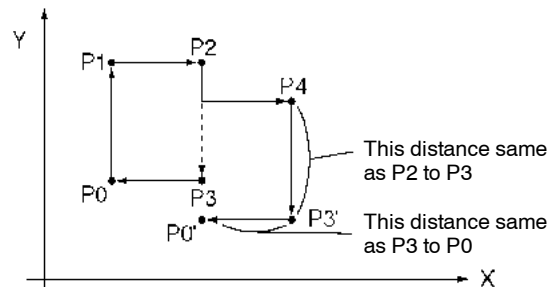 Y
P1
P2
P4
This distance same
as P2 to P3
P0
P3
P0'
P3'
This distance same
as P3 to P0
X